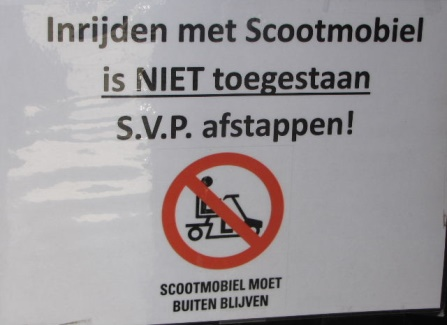 Inrijden met Scootmobiel
is NIET toegestaan
S.V.P. afstappen!
SCOOTMOBIEL MOET
BUITEN BLIJVEN